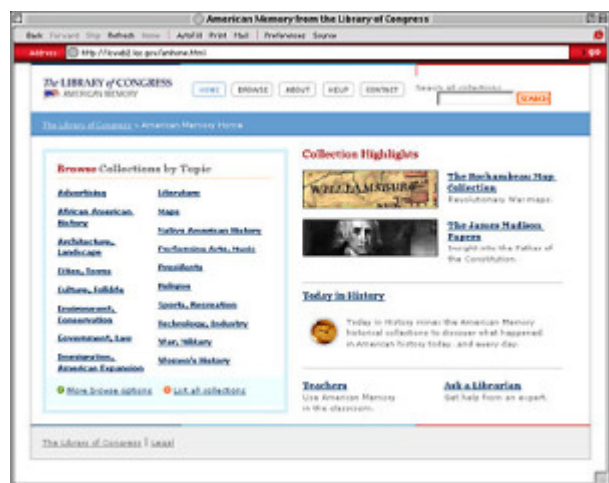 American Memory from the Library of Congress
Back Forward Stop Refresh Home | AutoFill Print Mail | Preferences Source
Address: go
The LIBRARY of CONGRESS
AMERICAN MEMORY
HOME BROWSE ABOUT HELP CONTACT
Search all collections
SEARCH
The Library of Congress > American Memory Home
Browse Collections by Topic
Advertising
African American History
Architecture, Landscape
Cities, Towns
Culture, Folklife
Environment, Conservation
Government, Law
Immigration, American Expansion
Literature
Maps
Native American History
Performing Arts, Music
Presidents
Religion
Sports, Recreation
Technology, Industry
War, Military
Women's History
More browse options
List all collections
Collection Highlights
WILLIAMSBURG
The Rochambeau Map
Collection
Revolutionary War maps.
The James Madison
Papers
Insight into the Father of
the Constitution.
Today in History
Today in History mines the American Memory
historical collections to discover what happened
in American history today, and every day.
Teachers
Use American Memory
in the classroom.
Ask a Librarian
Get help from an expert.
The Library of Congress | Legal